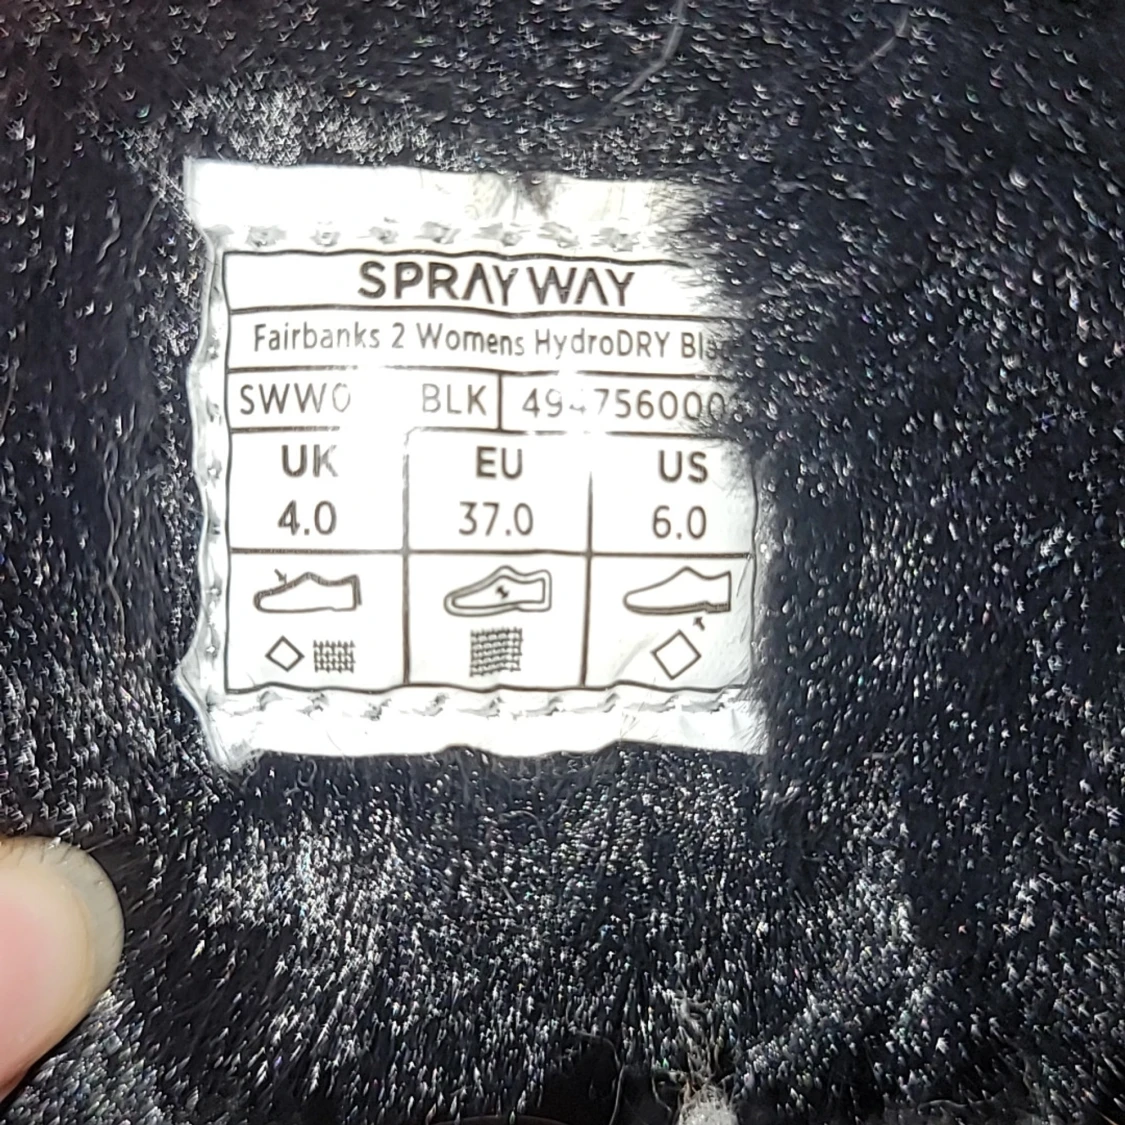 SPRAYWAY
Fairbanks 2 Womens HydroDRY
BLK
UK EU US
4.0 37.0 6.0